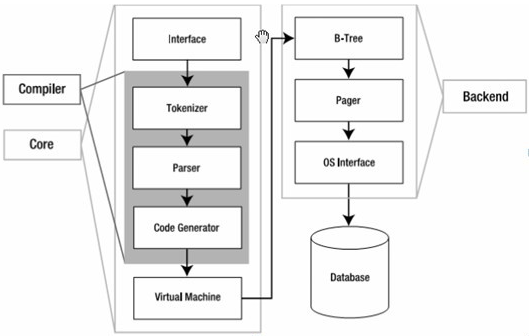 Interface
Compiler
Tokenizer
Core
Parser
Code Generator
Virtual Machine
B-Tree
Pager
Backend
OS Interface
Database